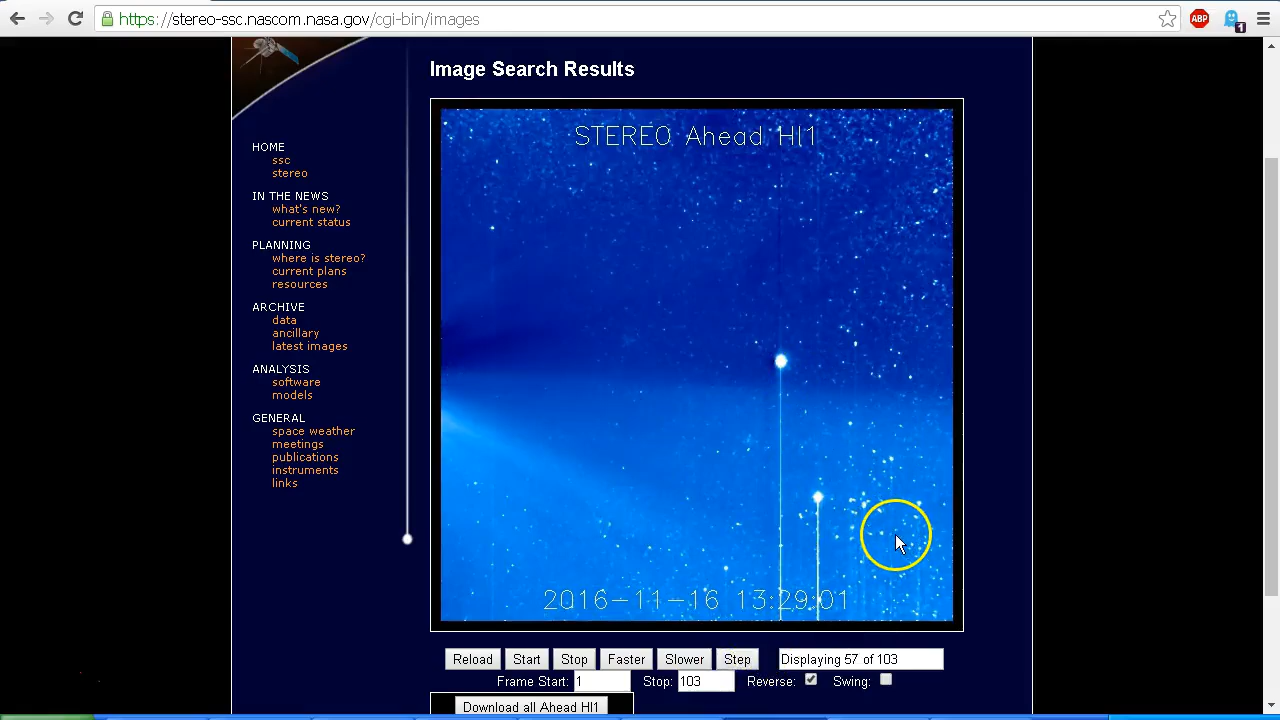 https://stereo-ssc.nascom.nasa.gov/cgi-bin/images
ABP
1
Image Search Results
STEREO Ahead HI1
2016-11-16 13:29:01
HOME
ssc
stereo
IN THE NEWS
what's new?
current status
PLANNING
where is stereo?
current plans
resources
ARCHIVE
data
ancillary
latest images
ANALYSIS
software
models
GENERAL
space weather
meetings
publications
instruments
links
Reload Start Stop Faster Slower Step Displaying 57 of 103
Frame Start: 1 Stop: 103 Reverse: Swing:
Download all Ahead HI1